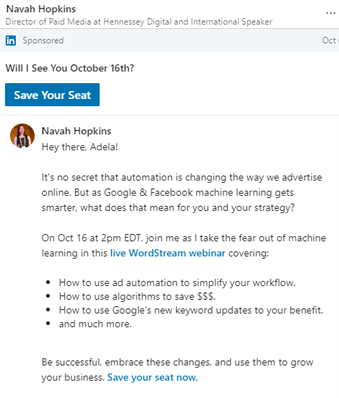 Navah Hopkins
...
Director of Paid Media at Hennessey Digital and International Speaker
in Sponsored
Oct
Will I See You October 16th?
Save Your Seat
Navah Hopkins
Hey there, Adela!
It's no secret that automation is changing the way we advertise
online. But as Google & Facebook machine learning gets
smarter, what does that mean for you and your strategy?
On Oct 16 at 2pm EDT, join me as I take the fear out of machine
learning in this live WordStream webinar covering:
• How to use ad automation to simplify your workflow.
• How to use algorithms to save $$$.
• How to use Google's new keyword updates to your benefit.
• and much more.
Be successful, embrace these changes, and use them to grow
your business. Save your seat now.